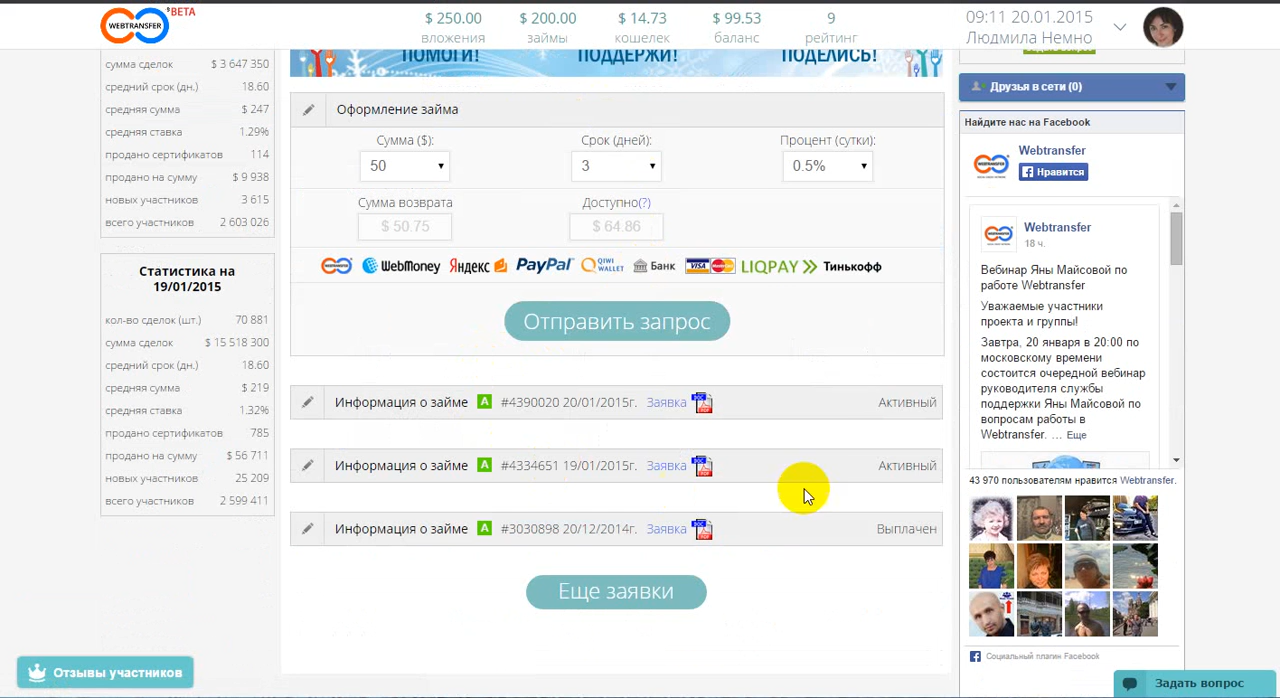 WEBTRANSFER
BETA
$ 250.00
вложения
$ 200.00
займы
$ 14.73
кошелек
$ 99.53
баланс
9
рейтинг
09:11 20.01.2015
Людмила Немно
сумма сделок $ 3 647 350
средний срок (дн.) 18.60
средняя сумма $ 247
средняя ставка 1.29%
продано сертификатов 114
продано на сумму $ 9 938
новых участников 3 615
всего участников 2 603 026
Статистика на
19/01/2015
кол-во сделок (шт.) 70 881
сумма сделок $ 15 518 300
средний срок (дн.) 18.60
средняя сумма $ 219
средняя ставка 1.32%
продано сертификатов 785
продано на сумму $ 56 711
новых участников 25 209
всего участников 2 599 411
Отзывы участников
ПОМОГИ! ПОДДЕРЖИ! ПОДЕЛИСЬ!
Оформление займа
Сумма ($): Срок (дней): Процент (сутки):
50 3 0.5%
Сумма возврата Доступно(?)
$ 50.75 $ 64.86
WebMoney Яндекс PayPal QIWI WALLET Банк VISA MasterCard LIQPAY Тинькофф
Отправить запрос
Информация о займе A #4390020 20/01/2015г. Заявка DOC PDF Активный
Информация о займе A #4334651 19/01/2015г. Заявка DOC PDF Активный
Информация о займе A #3030898 20/12/2014г. Заявка DOC PDF Выплачен
Еще заявки
Друзья в сети (0)
Найдите нас на Facebook
Webtransfer
Нравится
Webtransfer
18 ч.
Вебинар Яны Майсовой по
работе Webtransfer
Уважаемые участники
проекта и группы!
Завтра, 20 января в 20:00 по
московскому времени
состоится очередной вебинар
руководителя службы
поддержки Яны Майсовой по
вопросам работы в
Webtransfer. … Еще
43 970 пользователям нравится Webtransfer.
Социальный плагин Facebook
Задать вопрос